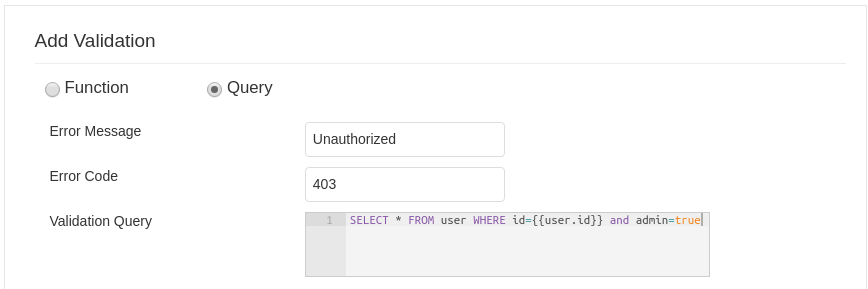 Add Validation
Function Query
Error Message Unauthorized
Error Code 403
Validation Query 1 SELECT * FROM user WHERE id={{user.id}} and admin=true